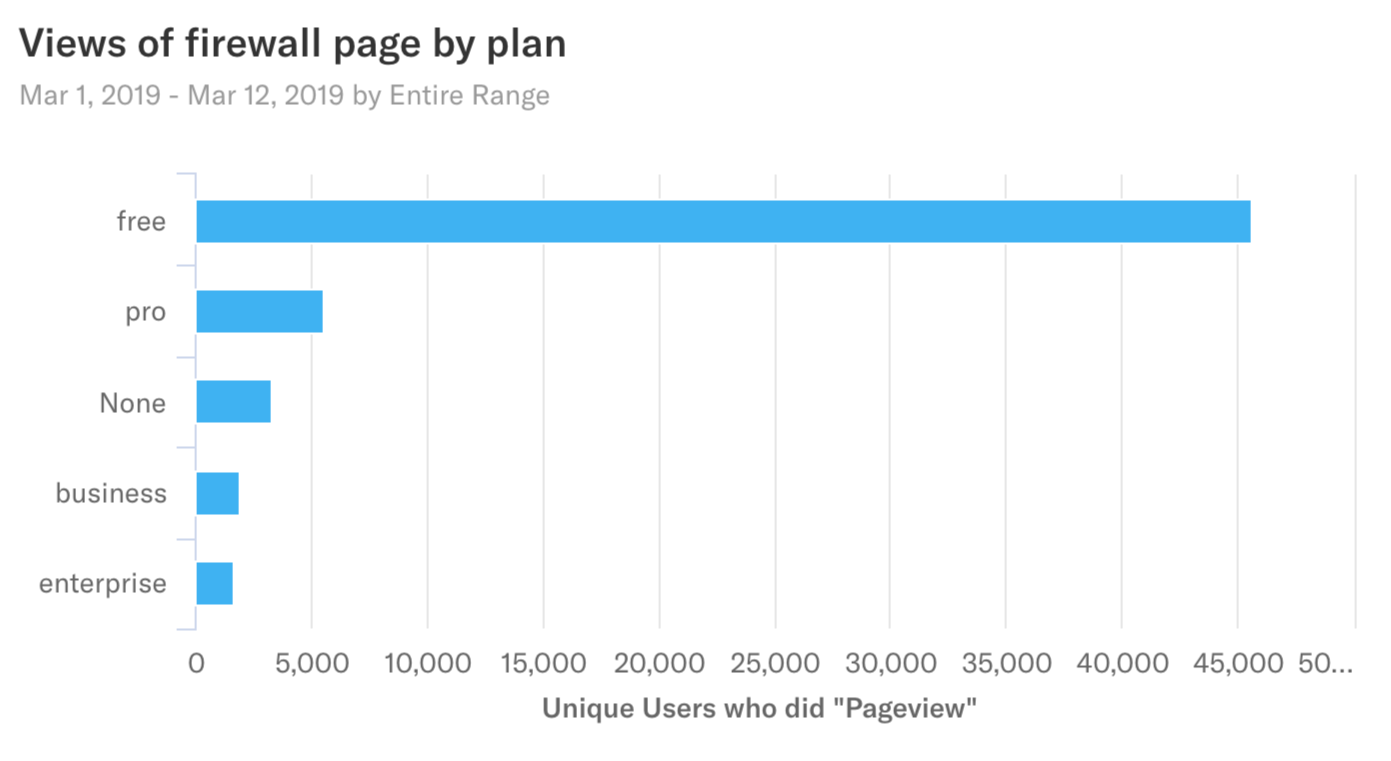 Views of firewall page by plan
Mar 1, 2019 - Mar 12, 2019 by Entire Range
free
pro
None
business
enterprise
0 5,000 10,000 15,000 20,000 25,000 30,000 35,000 40,000 45,000 50...
Unique Users who did "Pageview"